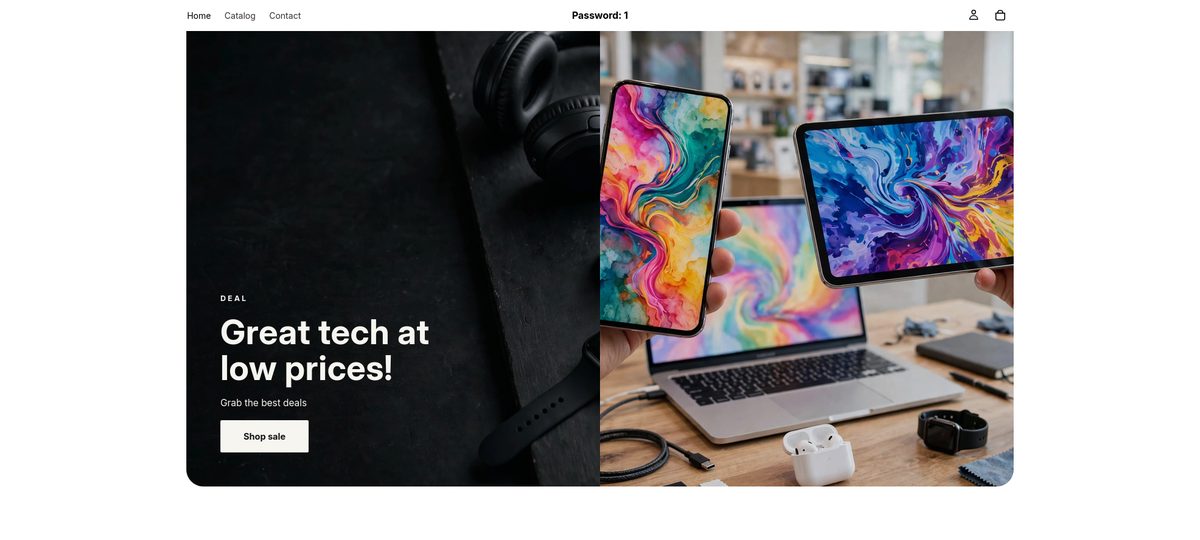 Home Catalog Contact Password: 1
DEAL
Great tech at
low prices!
Grab the best deals
Shop sale